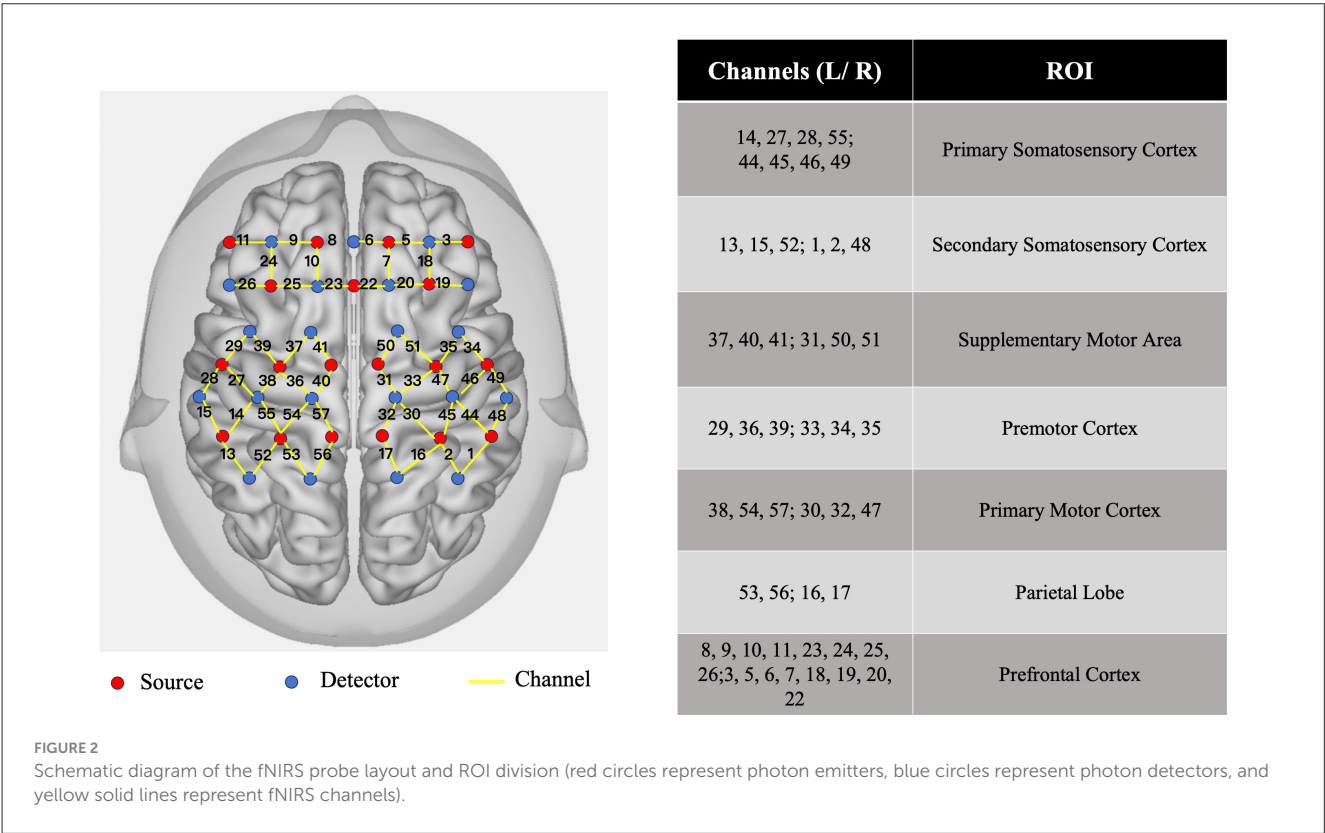 Channels (L/ R) ROI
14, 27, 28, 55;
44, 45, 46, 49
Primary Somatosensory Cortex
13, 15, 52; 1, 2, 48
Secondary Somatosensory Cortex
37, 40, 41; 31, 50, 51
Supplementary Motor Area
29, 36, 39; 33, 34, 35
Premotor Cortex
38, 54, 57; 30, 32, 47
Primary Motor Cortex
53, 56; 16, 17
Parietal Lobe
8, 9, 10, 11, 23, 24, 25,
26;3, 5, 6, 7, 18, 19, 20,
22
Prefrontal Cortex
11 9 8 6 5 3
24 10 7 18
26 25 23 22 20 19
29 39 37 41 50 51 35 34
28 27 38 36 40 31 33 47 46 49
15 14 55 54 57 32 30 45 44 48
13 52 53 56 17 16 2 1
Source Detector Channel
FIGURE 2
Schematic diagram of the fNIRS probe layout and ROI division (red circles represent photon emitters, blue circles represent photon detectors, and
yellow solid lines represent fNIRS channels).